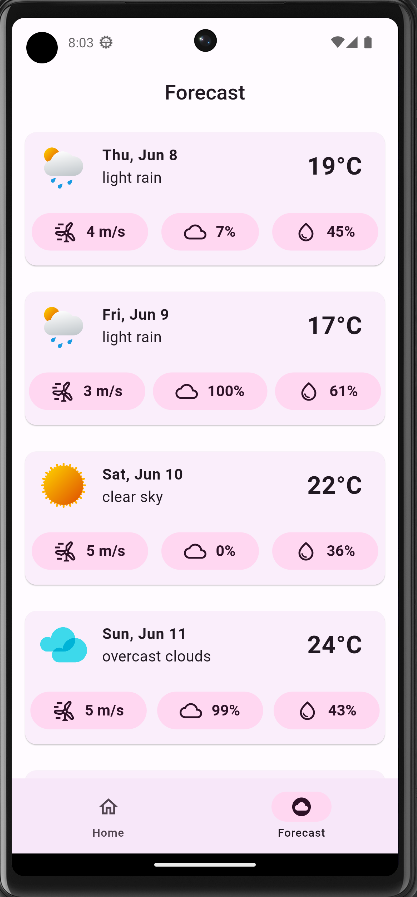 8:03
Forecast
Thu, Jun 8
light rain
19°C
4 m/s 7% 45%
Fri, Jun 9
light rain
17°C
3 m/s 100% 61%
Sat, Jun 10
clear sky
22°C
5 m/s 0% 36%
Sun, Jun 11
overcast clouds
24°C
5 m/s 99% 43%
Home Forecast